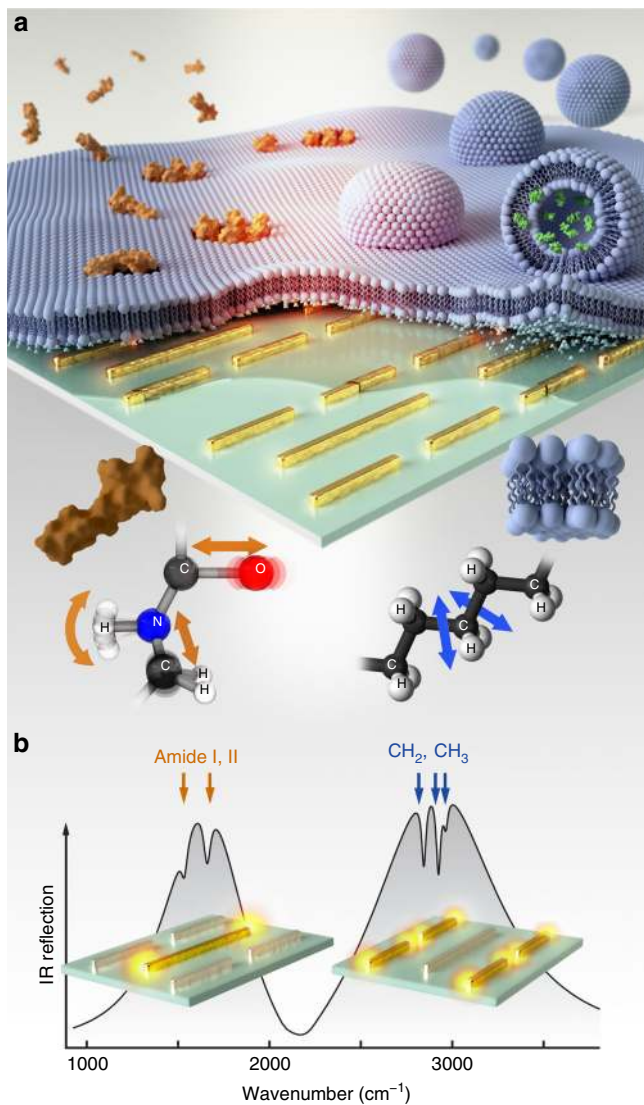 a
C
O
N
H
C
H
H
H
H
C
H
C
H
H
C
H
H
H
b
Amide I, II
CH₂, CH₃
IR reflection
1000
2000
3000
Wavenumber (cm⁻¹)